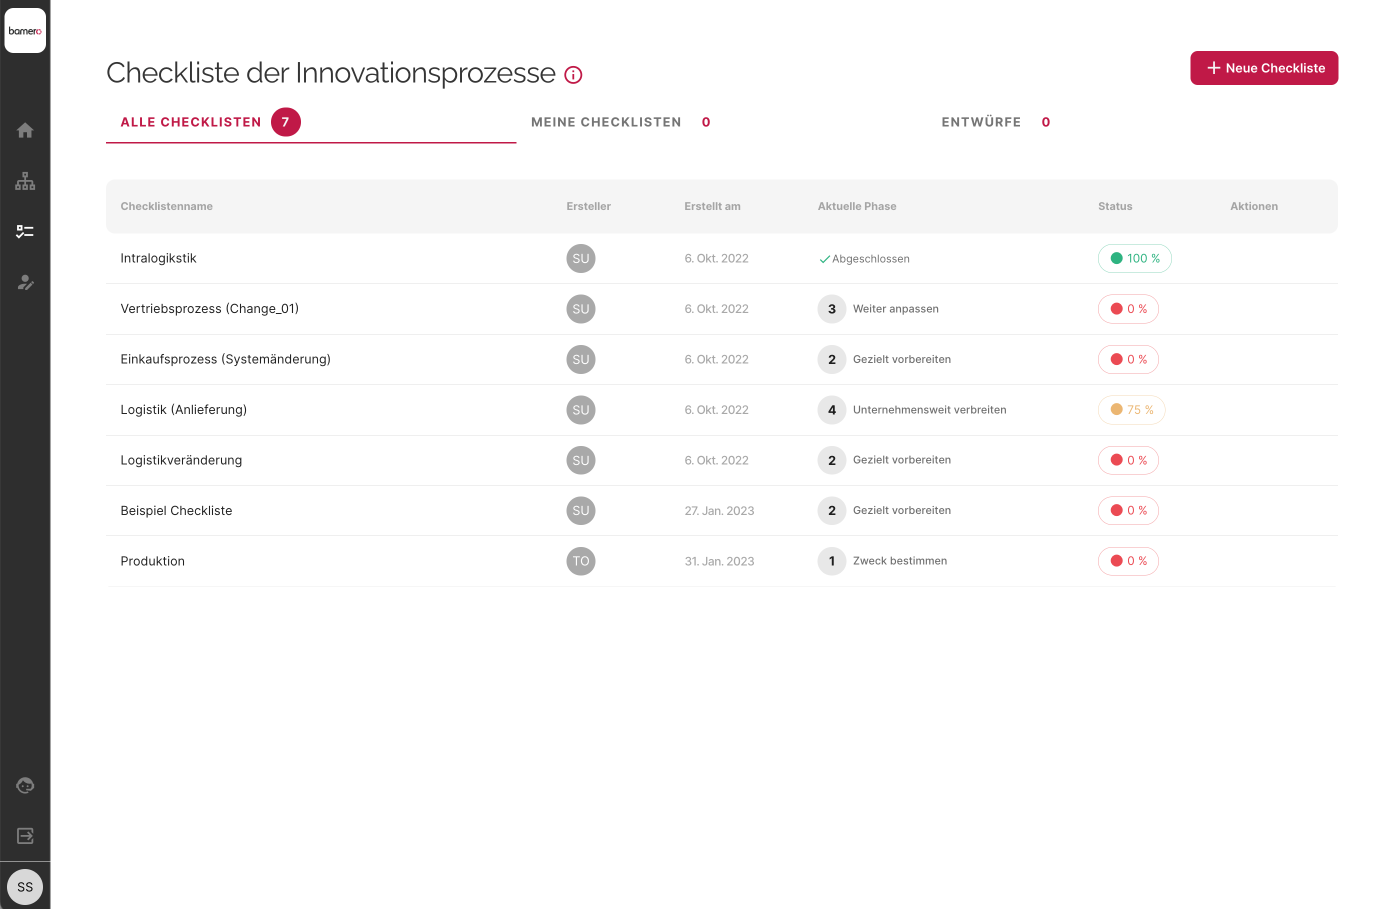 barnero
Checkliste der Innovationsprozesse
+ Neue Checkliste
ALLE CHECKLISTEN 7 MEINE CHECKLISTEN 0 ENTWÜRFE 0
Checklistenname Ersteller Erstellt am Aktuelle Phase Status Aktionen
Intralogikstik SU 6. Okt. 2022 Abgeschlossen 100 %
Vertriebsprozess (Change_01) SU 6. Okt. 2022 3 Weiter anpassen 0 %
Einkaufsprozess (Systemänderung) SU 6. Okt. 2022 2 Gezielt vorbereiten 0 %
Logistik (Anlieferung) SU 6. Okt. 2022 4 Unternehmensweit verbreiten 75 %
Logistikveränderung SU 6. Okt. 2022 2 Gezielt vorbereiten 0 %
Beispiel Checkliste SU 27. Jan. 2023 2 Gezielt vorbereiten 0 %
Produktion TO 31. Jan. 2023 1 Zweck bestimmen 0 %
SS